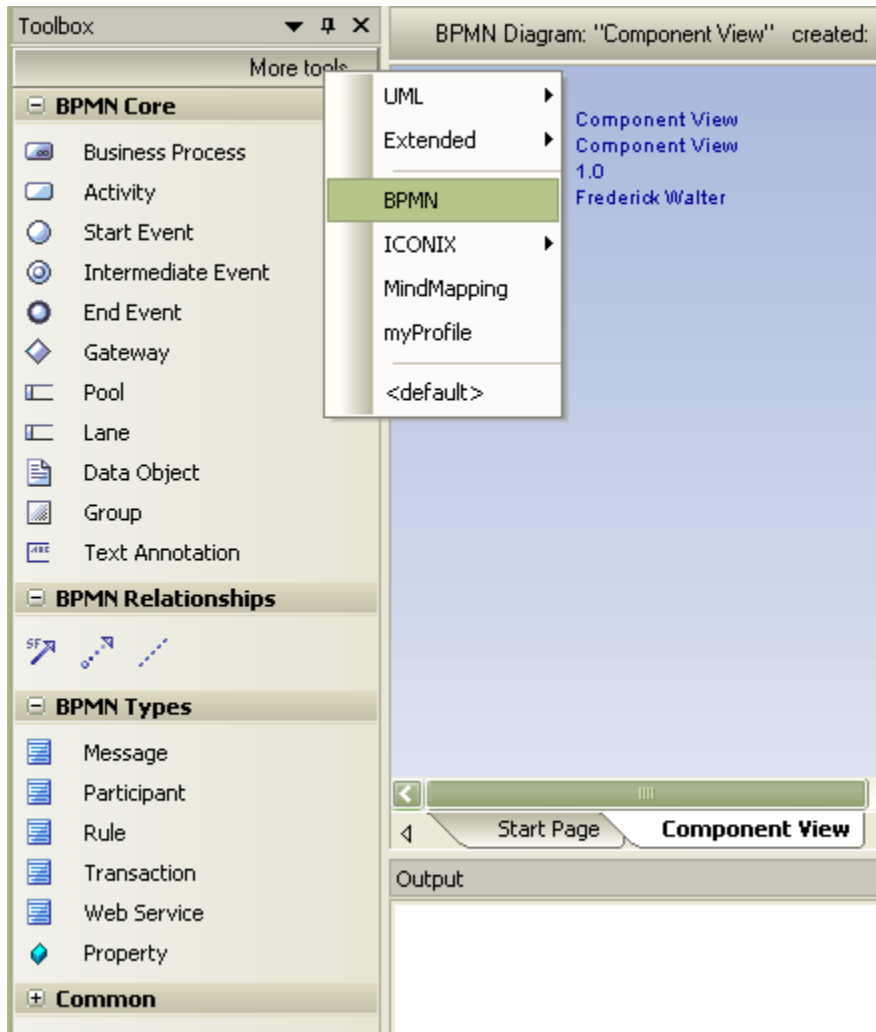 Toolbox
More tools...
BPMN Core
Business Process
Activity
Start Event
Intermediate Event
End Event
Gateway
Pool
Lane
Data Object
Group
Text Annotation
BPMN Relationships
SF
BPMN Types
Message
Participant
Rule
Transaction
Web Service
Property
Common
UML
Extended
BPMN
ICONIX
MindMapping
myProfile
<default>
BPMN Diagram: "Component View" created:
Component View
Component View
1.0
Frederick Walter
Start Page Component View
Output